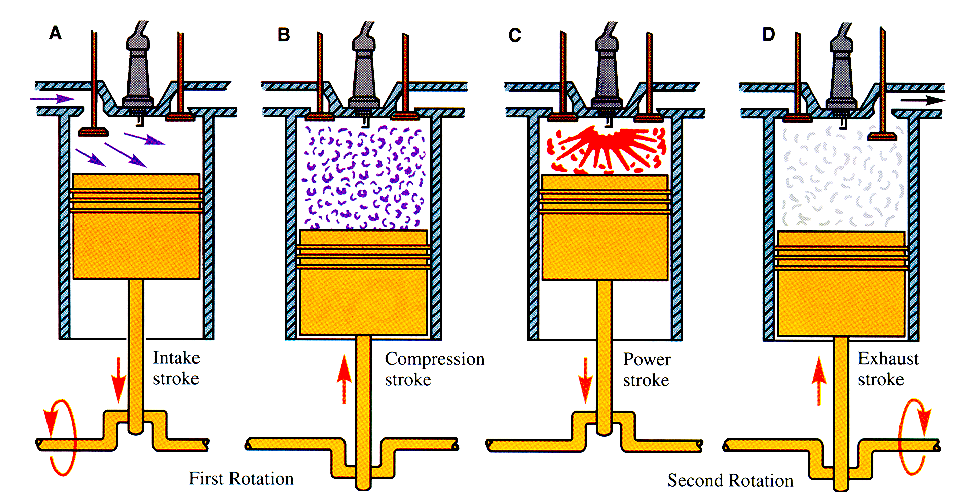 A
B
C
D
Intake
stroke
Compression
stroke
Power
stroke
Exhaust
stroke
First Rotation
Second Rotation